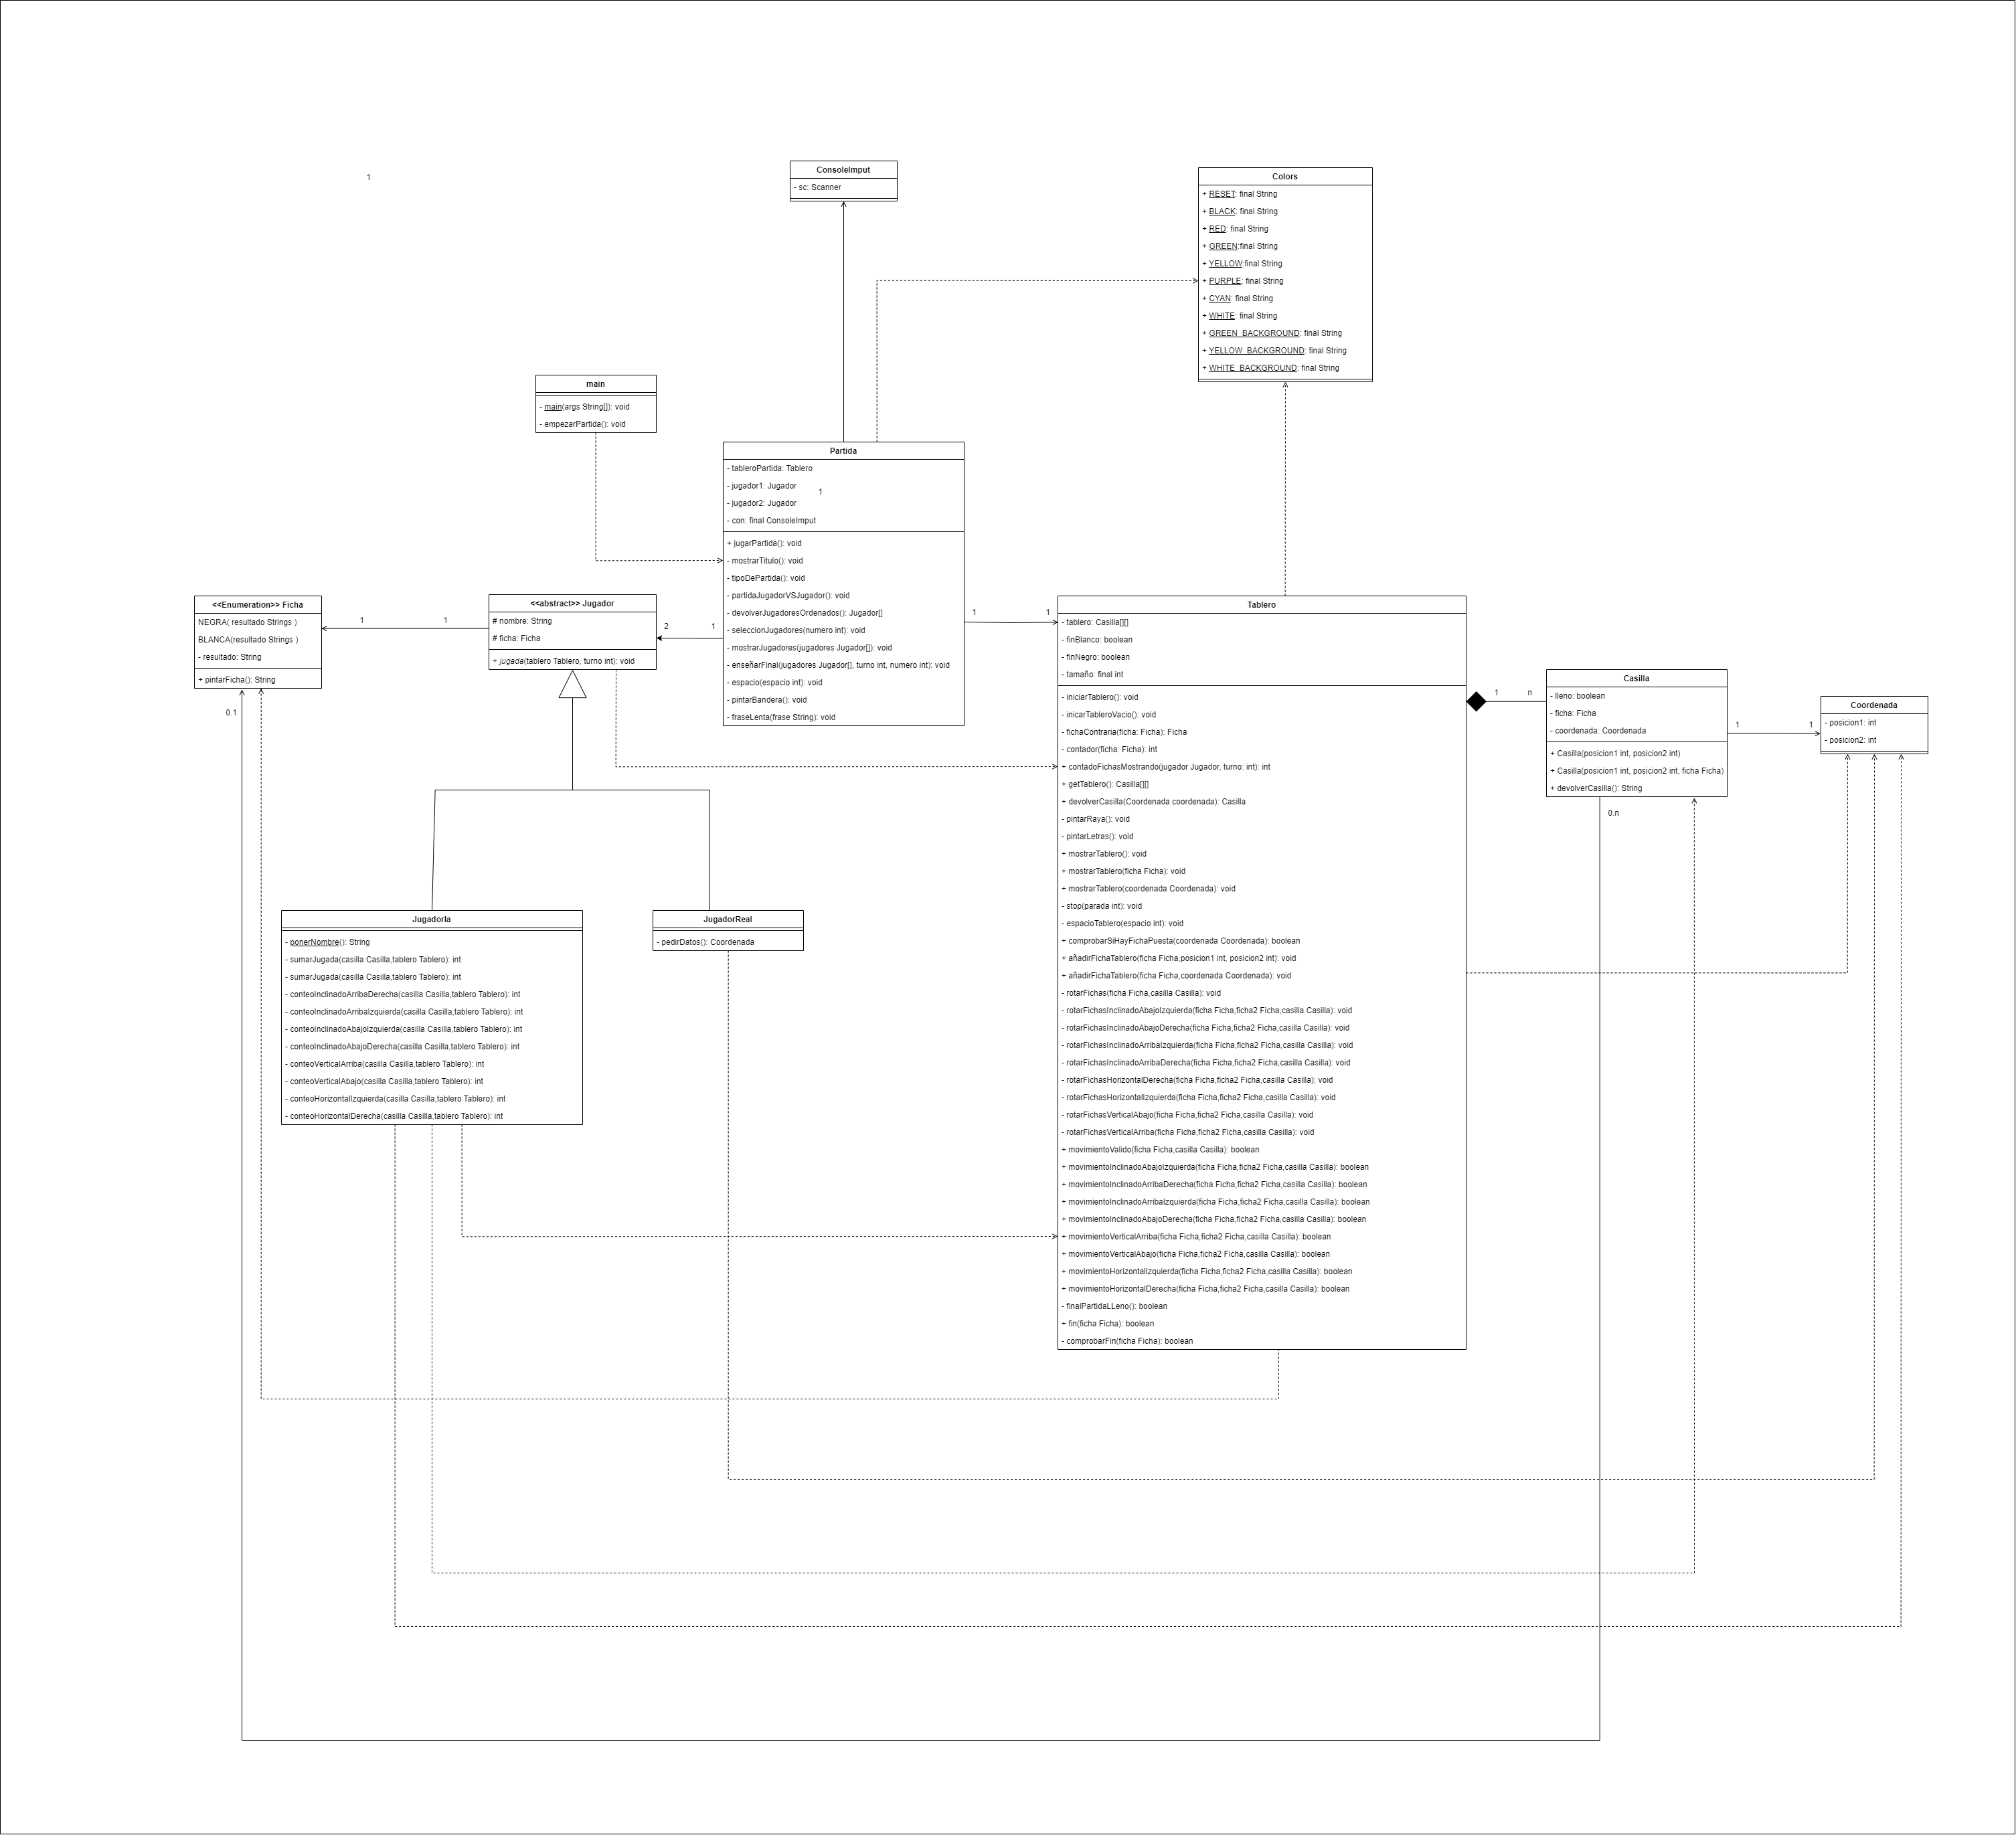 1
ConsoleImput
- sc: Scanner
Colors
+ RESET: final String
+ BLACK: final String
+ RED: final String
+ GREEN:final String
+ YELLOW:final String
+ PURPLE: final String
+ CYAN: final String
+ WHITE: final String
+ GREEN_BACKGROUND: final String
+ YELLOW_BACKGROUND: final String
+ WHITE_BACKGROUND: final String
main
- main(args String[]): void
- empezarPartida(): void
Partida
- tableroPartida: Tablero
- jugador1: Jugador
1
- jugador2: Jugador
- con: final ConsoleImput
+ jugarPartida(): void
- mostrarTitulo(): void
- tipoDePartida(): void
- partidaJugadorVSJugador(): void
- devolverJugadoresOrdenados(): Jugador[]
- seleccionJugadores(numero int): void
- mostrarJugadores(jugadores Jugador[]): void
- enseñarFinal(jugadores Jugador[], turno int, numero int): void
- espacio(espacio int): void
- pintarBandera(): void
- fraseLenta(frase String): void
<<Enumeration>> Ficha
NEGRA( resultado Strings )
BLANCA(resultado Strings )
- resultado: String
+ pintarFicha(): String
0.1
1
1
<<abstract>> Jugador
# nombre: String
# ficha: Ficha
+ jugada(tablero Tablero, turno int): void
2
1
1
1
Tablero
- tablero: Casilla[][]
- finBlanco: boolean
- finNegro: boolean
- tamaño: final int
- iniciarTablero(): void
- inicarTableroVacio(): void
- fichaContraria(ficha: Ficha): Ficha
- contador(ficha: Ficha): int
+ contadoFichasMostrando(jugador Jugador, turno: int): int
+ getTablero(): Casilla[][]
+ devolverCasilla(Coordenada coordenada): Casilla
- pintarRaya(): void
- pintarLetras(): void
+ mostrarTablero(): void
+ mostrarTablero(ficha Ficha): void
+ mostrarTablero(coordenada Coordenada): void
- stop(parada int): void
- espacioTablero(espacio int): void
+ comprobarSiHayFichaPuesta(coordenada Coordenada): boolean
+ añadirFichaTablero(ficha Ficha,posicion1 int, posicion2 int): void
+ añadirFichaTablero(ficha Ficha,coordenada Coordenada): void
- rotarFichas(ficha Ficha,casilla Casilla): void
- rotarFichasInclinadoAbajoIzquierda(ficha Ficha,ficha2 Ficha,casilla Casilla): void
- rotarFichasInclinadoAbajoDerecha(ficha Ficha,ficha2 Ficha,casilla Casilla): void
- rotarFichasInclinadoArribaIzquierda(ficha Ficha,ficha2 Ficha,casilla Casilla): void
- rotarFichasInclinadoArribaDerecha(ficha Ficha,ficha2 Ficha,casilla Casilla): void
- rotarFichasHorizontalDerecha(ficha Ficha,ficha2 Ficha,casilla Casilla): void
- rotarFichasHorizontalIzquierda(ficha Ficha,ficha2 Ficha,casilla Casilla): void
- rotarFichasVerticalAbajo(ficha Ficha,ficha2 Ficha,casilla Casilla): void
- rotarFichasVerticalArriba(ficha Ficha,ficha2 Ficha,casilla Casilla): void
+ movimientoValido(ficha Ficha,casilla Casilla): boolean
+ movimientoInclinadoAbajoIzquierda(ficha Ficha,ficha2 Ficha,casilla Casilla): boolean
+ movimientoInclinadoArribaDerecha(ficha Ficha,ficha2 Ficha,casilla Casilla): boolean
+ movimientoInclinadoArribaIzquierda(ficha Ficha,ficha2 Ficha,casilla Casilla): boolean
+ movimientoInclinadoAbajoDerecha(ficha Ficha,ficha2 Ficha,casilla Casilla): boolean
+ movimientoVerticalArriba(ficha Ficha,ficha2 Ficha,casilla Casilla): boolean
+ movimientoVerticalAbajo(ficha Ficha,ficha2 Ficha,casilla Casilla): boolean
+ movimientoHorizontalIzquierda(ficha Ficha,ficha2 Ficha,casilla Casilla): boolean
+ movimientoHorizontalDerecha(ficha Ficha,ficha2 Ficha,casilla Casilla): boolean
- finalPartidaLLeno(): boolean
+ fin(ficha Ficha): boolean
- comprobarFin(ficha Ficha): boolean
1
n
Casilla
- lleno: boolean
- ficha: Ficha
- coordenada: Coordenada
+ Casilla(posicion1 int, posicion2 int)
+ Casilla(posicion1 int, posicion2 int, ficha Ficha)
+ devolverCasilla(): String
0.n
1
1
Coordenada
- posicion1: int
- posicion2: int
JugadorIa
- ponerNombre(): String
- sumarJugada(casilla Casilla,tablero Tablero): int
- sumarJugada(casilla Casilla,tablero Tablero): int
- conteoInclinadoArribaDerecha(casilla Casilla,tablero Tablero): int
- conteoInclinadoArribaIzquierda(casilla Casilla,tablero Tablero): int
- conteoInclinadoAbajoIzquierda(casilla Casilla,tablero Tablero): int
- conteoInclinadoAbajoDerecha(casilla Casilla,tablero Tablero): int
- conteoVerticalArriba(casilla Casilla,tablero Tablero): int
- conteoVerticalAbajo(casilla Casilla,tablero Tablero): int
- conteoHorizontalIzquierda(casilla Casilla,tablero Tablero): int
- conteoHorizontalDerecha(casilla Casilla,tablero Tablero): int
JugadorReal
- pedirDatos(): Coordenada